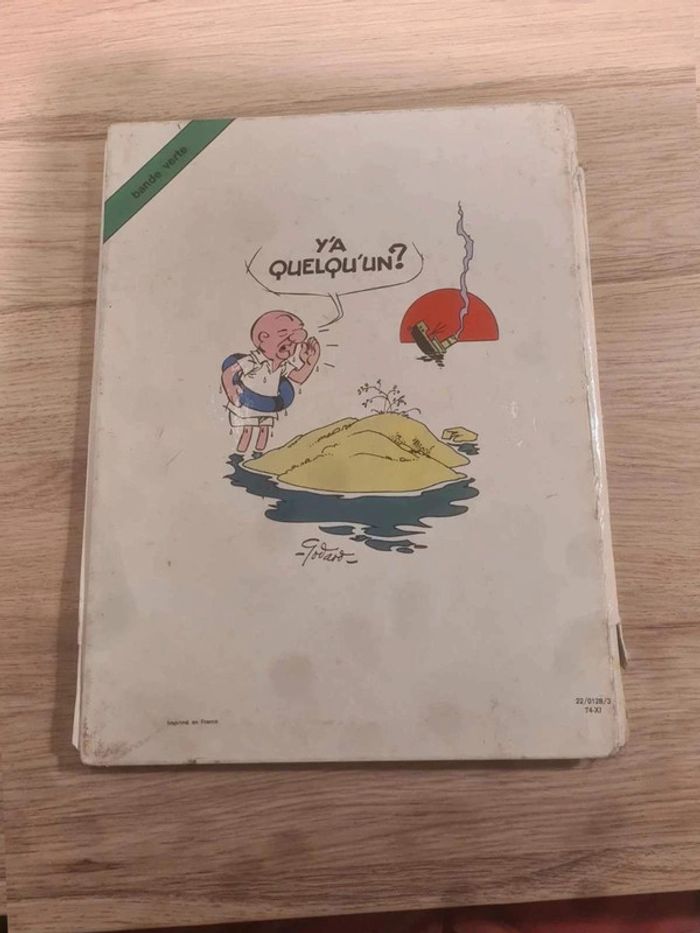 bande verte
Y'A
QUELQU'UN?
-Godard-
22/0128/3
74-XI
Imprimé en France